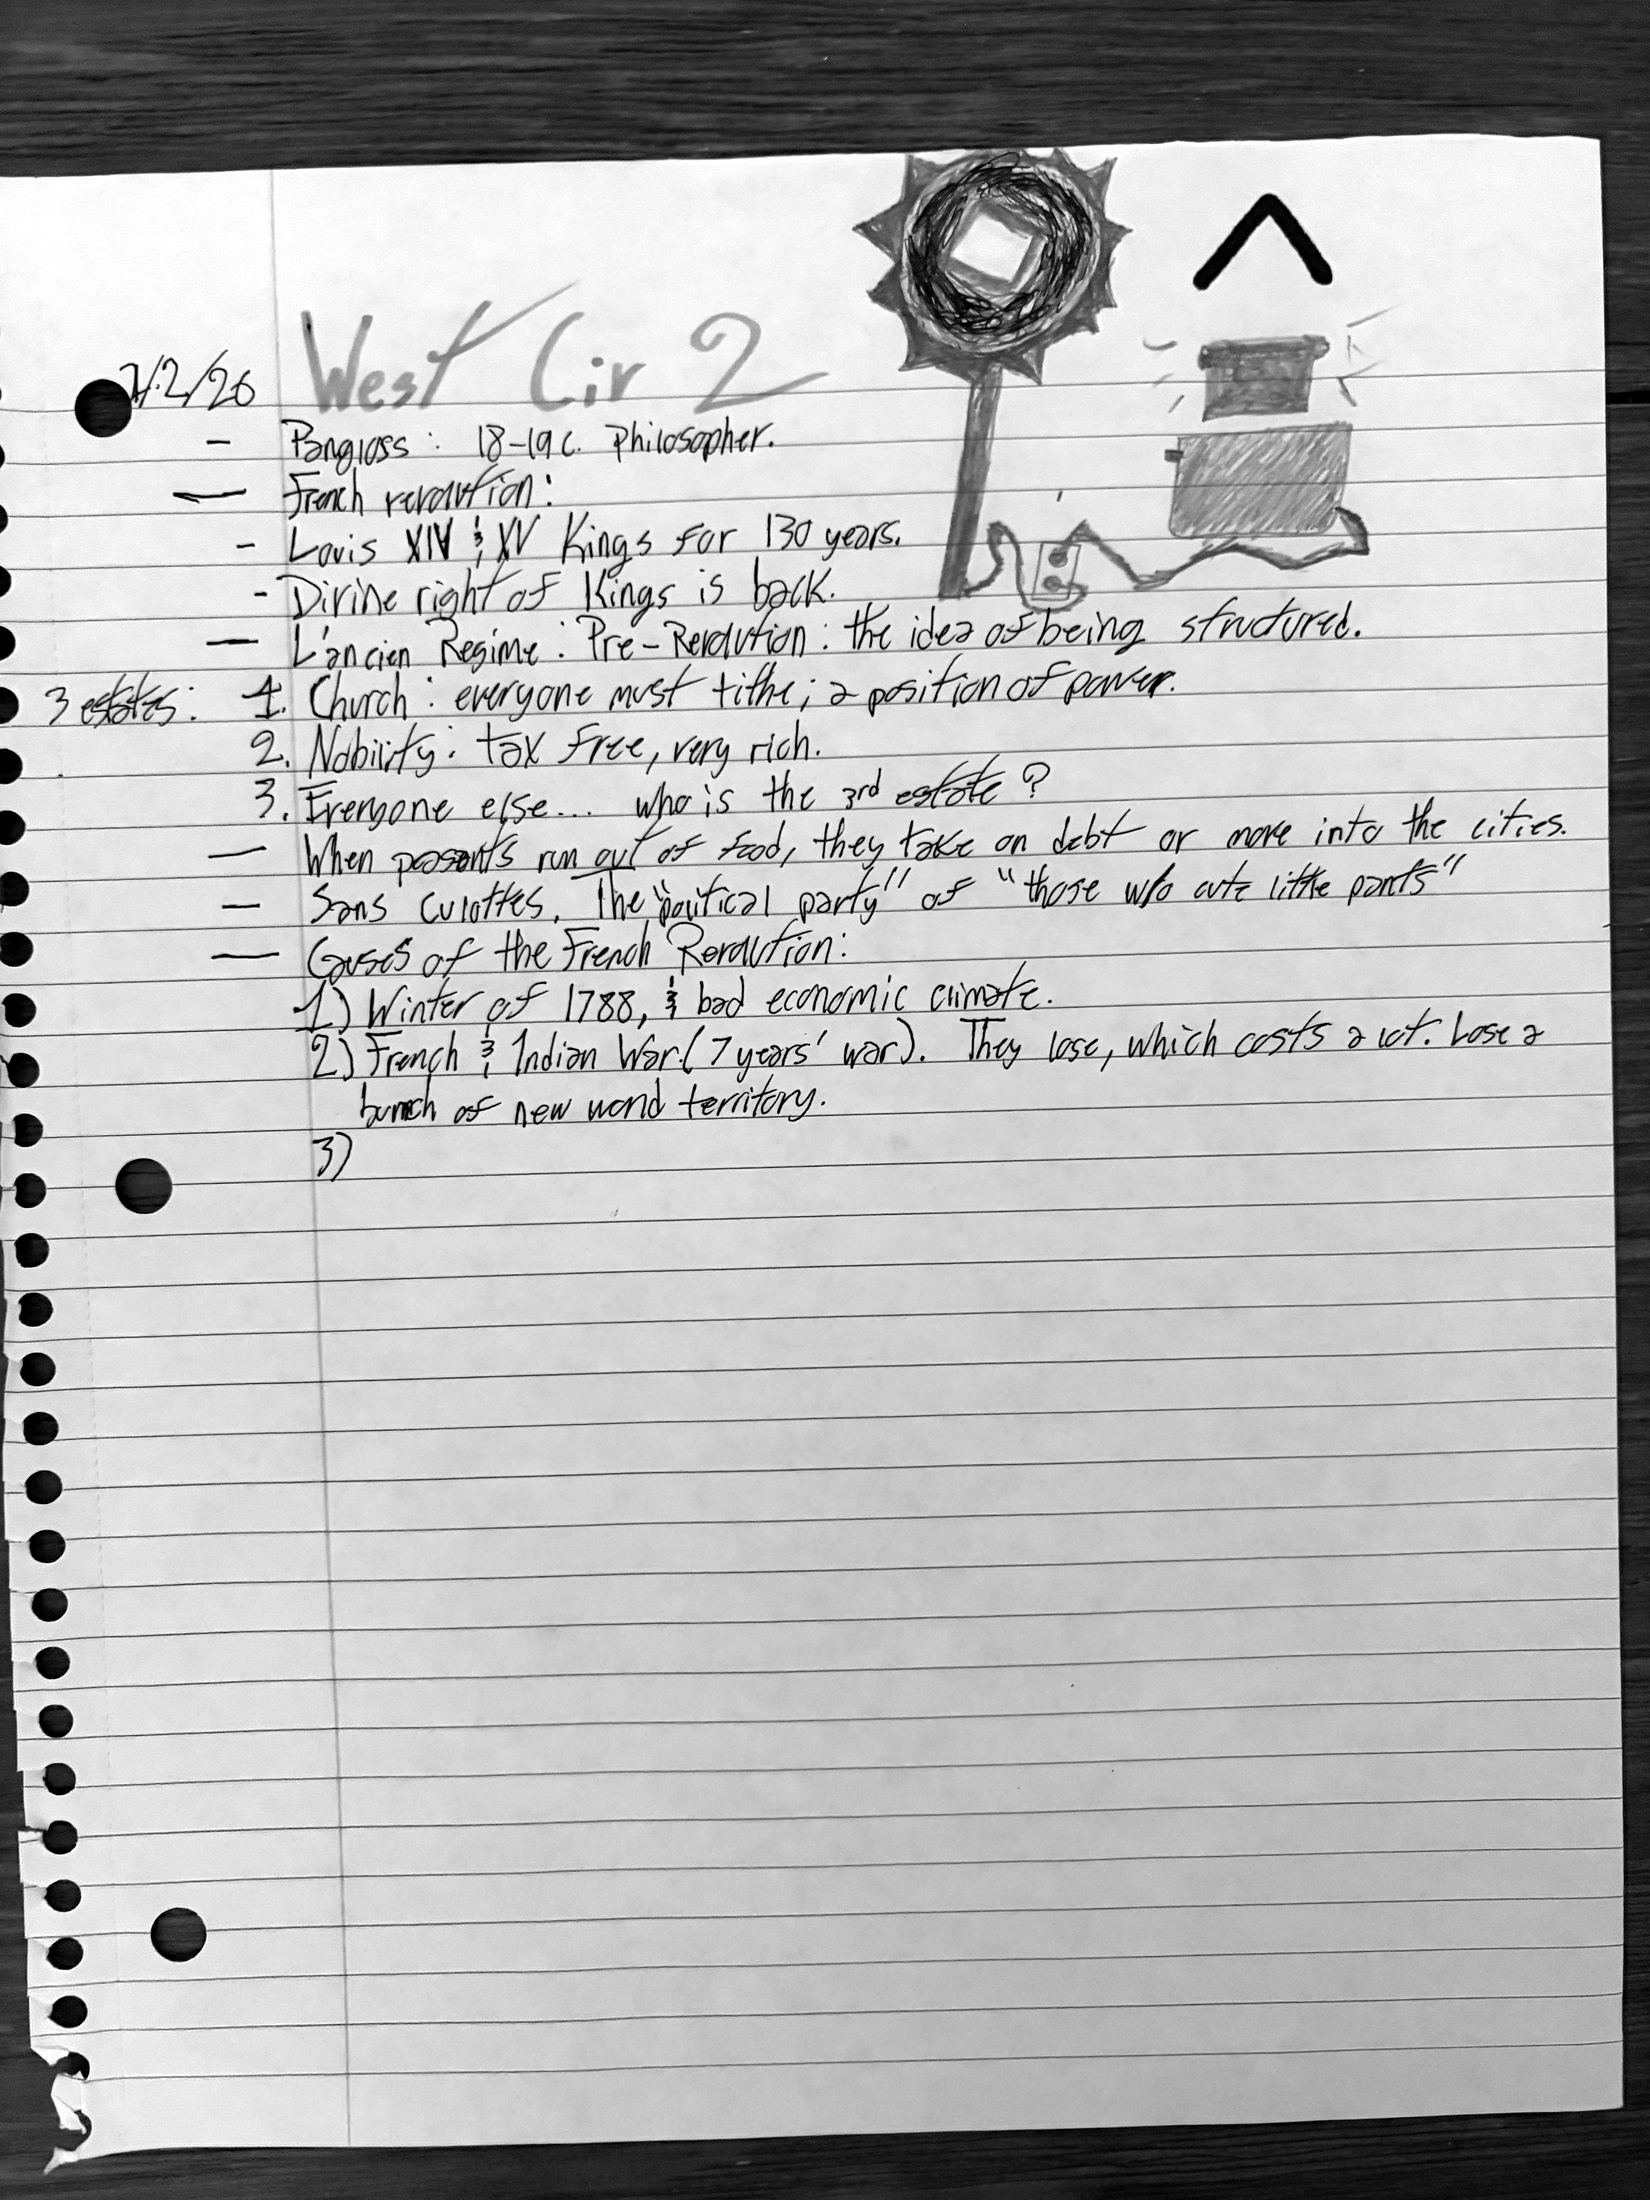 West Civ 2
2/2/26
- Pangloss: 18-19 c. Philosopher.
— French revolution:
- Louis XIV & XV Kings for 130 years.
- Divine right of Kings is back.
— L'ancien Regime: Pre-Revolution: the idea of being structured.
3 estates: 1. Church: everyone must tithe; a position of power.
2. Nobility: tax free, very rich.
3. Everyone else... who is the 3rd estate?
— When peasants run out of food, they take on debt or move into the cities.
— Sans culottes. The "political party" of "those w/o cute little pants"
— Causes of the French Revolution:
1) Winter of 1788, & bad economic climate.
2) French & Indian War. (7 years' war). They lose, which costs a lot. Lose a
bunch of new world territory.
3)